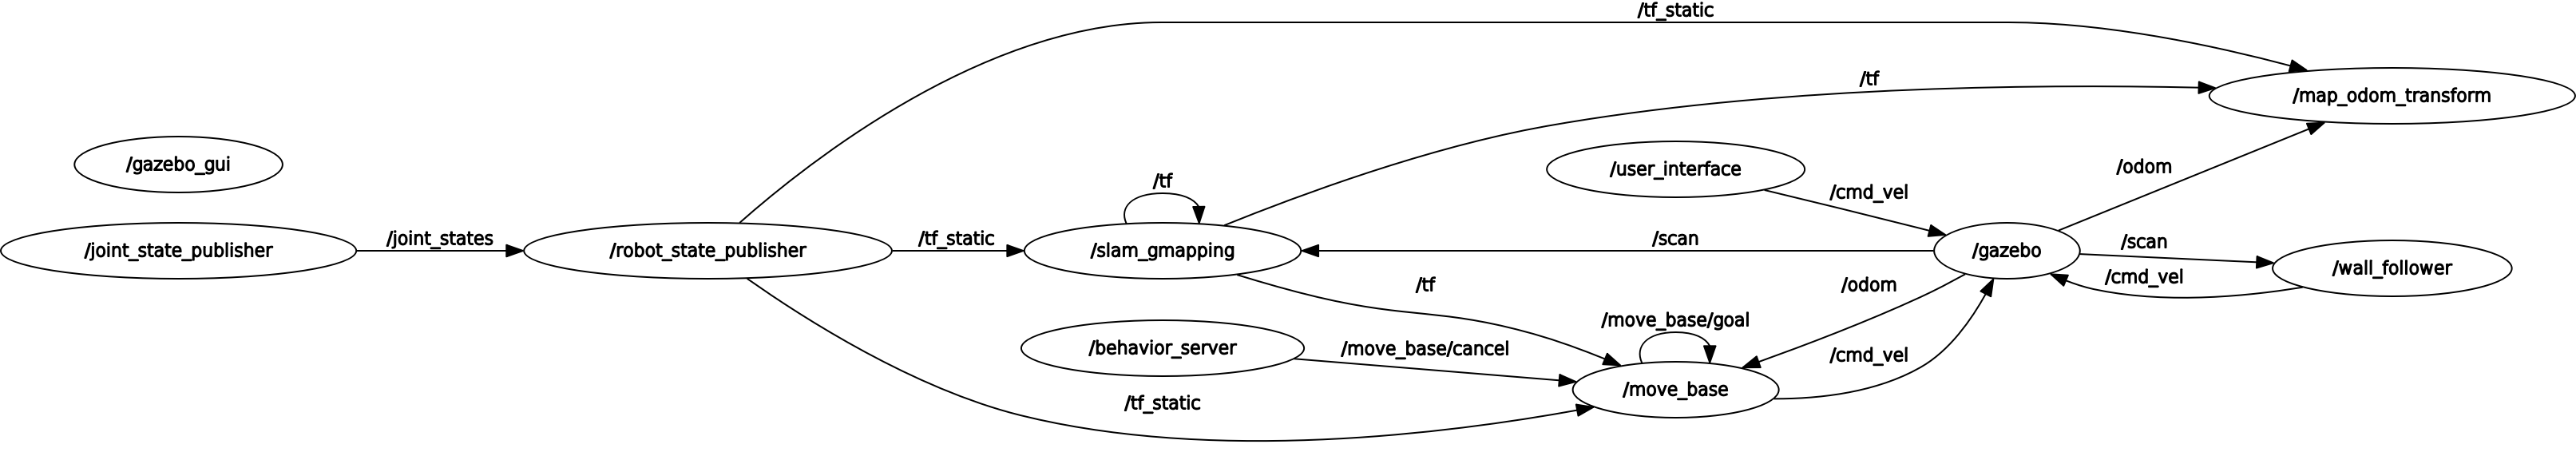 /tf_static
/tf
/map_odom_transform
/gazebo_gui
/user_interface
/odom
/tf
/cmd_vel
/joint_state_publisher
/joint_states
/robot_state_publisher
/tf_static
/slam_gmapping
/scan
/gazebo
/scan
/wall_follower
/cmd_vel
/tf
/odom
/move_base/goal
/behavior_server
/move_base/cancel
/cmd_vel
/move_base
/tf_static